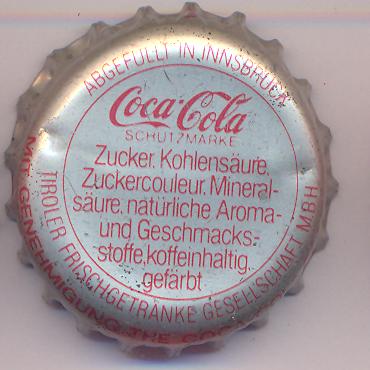 ABGEFÜLLT IN INNSBRUCK
Coca-Cola
SCHUTZMARKE
Zucker. Kohlensäure.
Zuckercouleur. Mineral-
säure. natürliche Aroma-
und Geschmacks-
stoffe, koffeinhaltig.
gefärbt
TIROLER FRISCHGETRÄNKE GESELLSCHAFT MBH
MIT GENEHMIGUNG THE